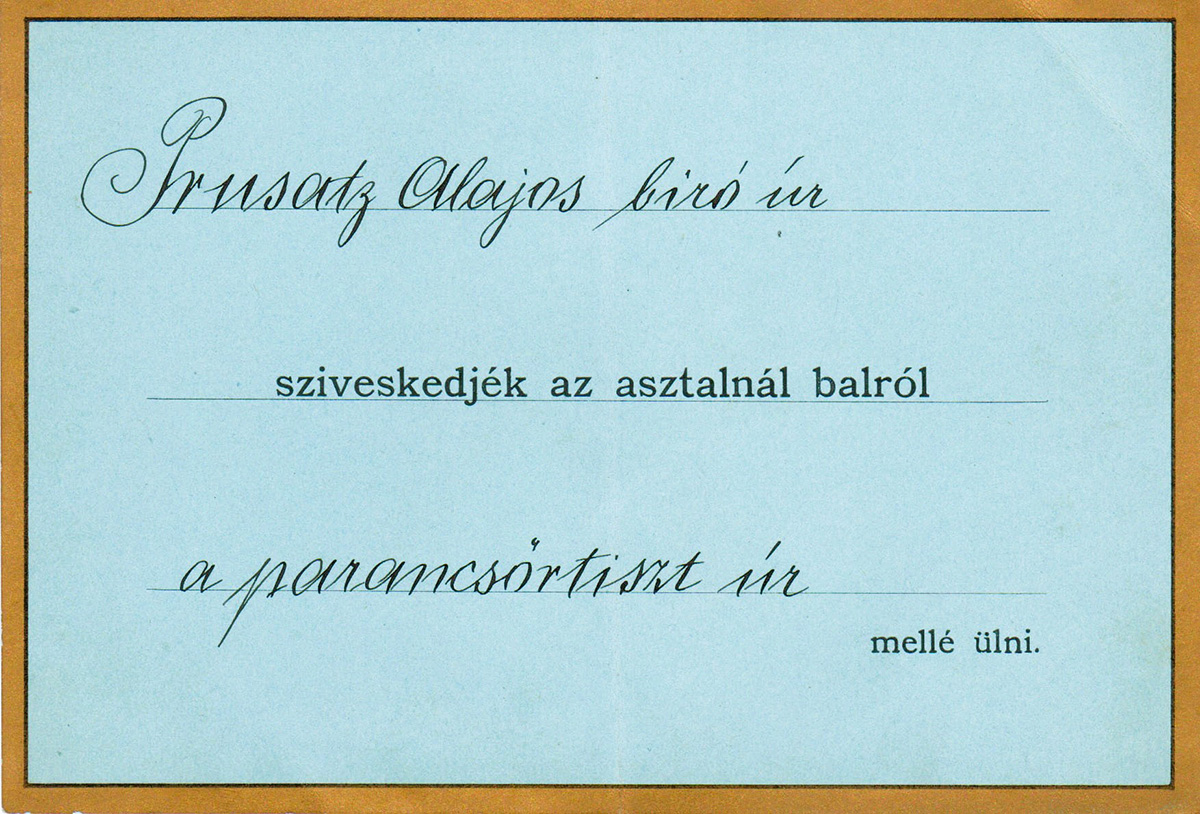 Prusatz Alajos biró úr
sziveskedjék az asztalnál balról
a parancsőrtiszt úr
mellé ülni.